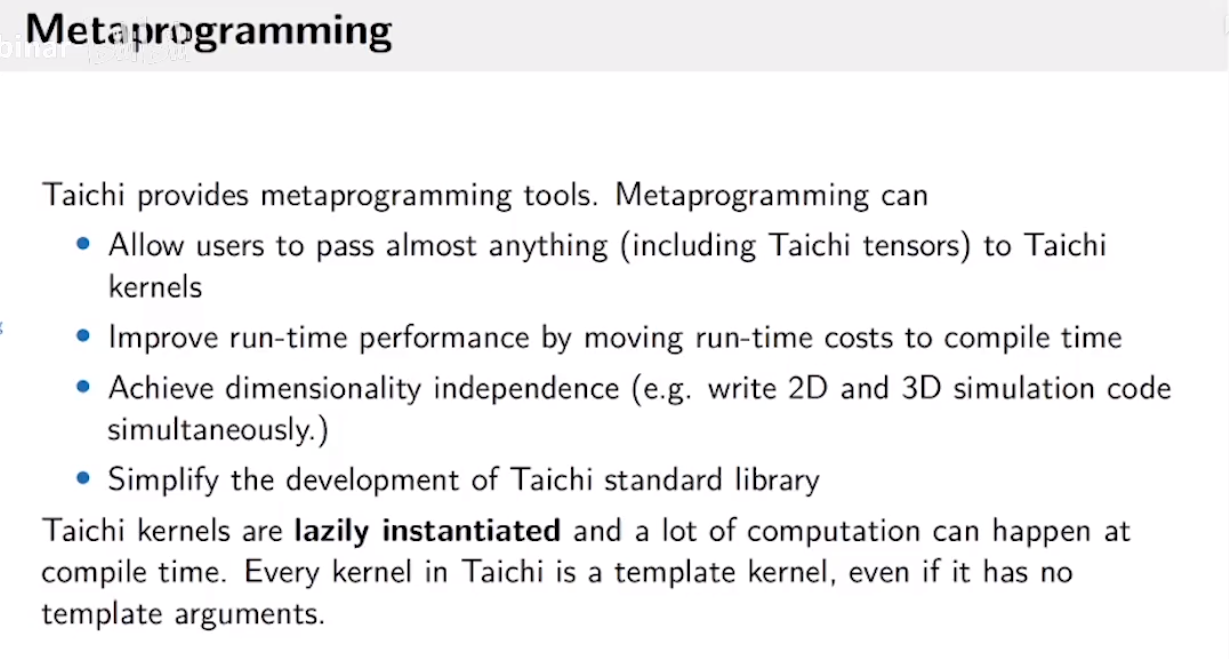 Metaprogramming
binar
Taichi provides metaprogramming tools. Metaprogramming can
• Allow users to pass almost anything (including Taichi tensors) to Taichi
kernels
• Improve run-time performance by moving run-time costs to compile time
• Achieve dimensionality independence (e.g. write 2D and 3D simulation code
simultaneously.)
• Simplify the development of Taichi standard library
Taichi kernels are lazily instantiated and a lot of computation can happen at
compile time. Every kernel in Taichi is a template kernel, even if it has no
template arguments.